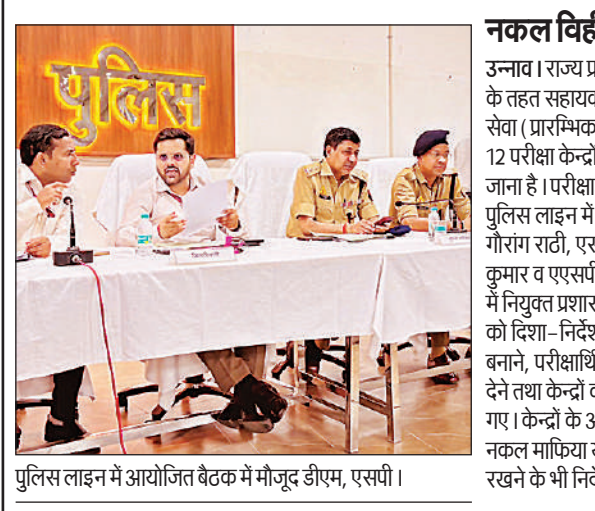 पुलिस
जिलाधिकारी
पुलिस लाइन में आयोजित बैठक में मौजूद डीएम, एसपी ।
नकल विही
उन्नाव । राज्य प्र
के तहत सहायक
सेवा ( प्रारम्भिक
12 परीक्षा केन्द्रों
जाना है । परीक्षा
पुलिस लाइन में
गौरांग राठी, एस
कुमार व एएसपी
में नियुक्त प्रशास
को दिशा-निर्देश
बनाने, परीक्षार्थि
देने तथा केन्द्रों व
गए । केन्द्रों के अ
नकल माफिया य
रखने के भी निर्दे